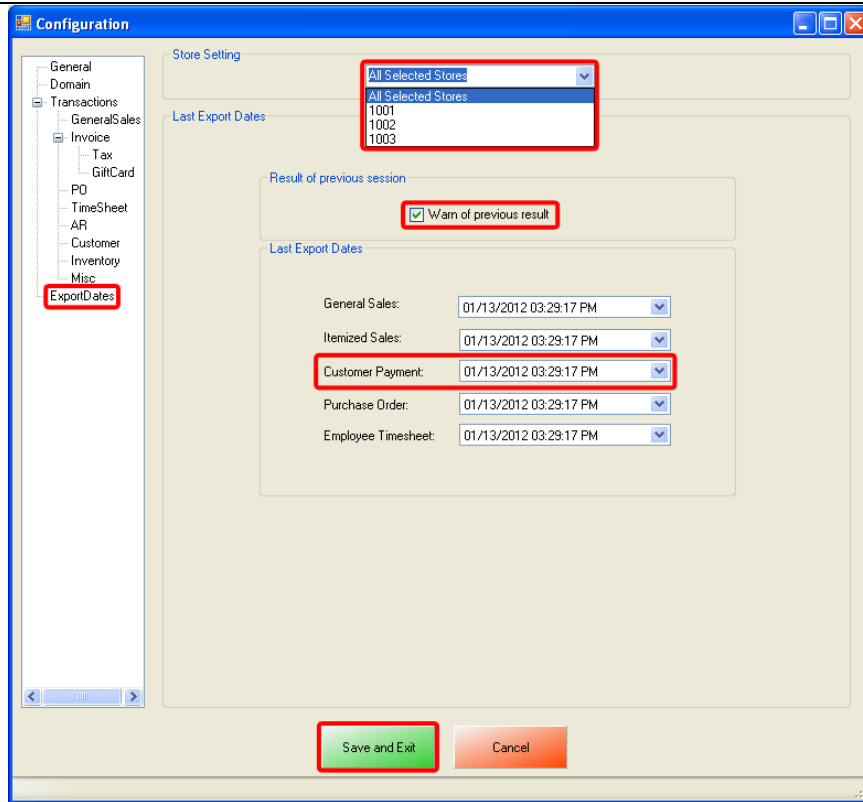 Configuration
General
Domain
Transactions
GeneralSales
Invoice
Tax
GiftCard
PO
TimeSheet
AR
Customer
Inventory
Misc
ExportDates
Store Setting
All Selected Stores
All Selected Stores
1001
1002
1003
Last Export Dates
Result of previous session
Warn of previous result
Last Export Dates
General Sales: 01/13/2012 03:29:17 PM
Itemized Sales: 01/13/2012 03:29:17 PM
Customer Payment: 01/13/2012 03:29:17 PM
Purchase Order: 01/13/2012 03:29:17 PM
Employee Timesheet: 01/13/2012 03:29:17 PM
Save and Exit
Cancel